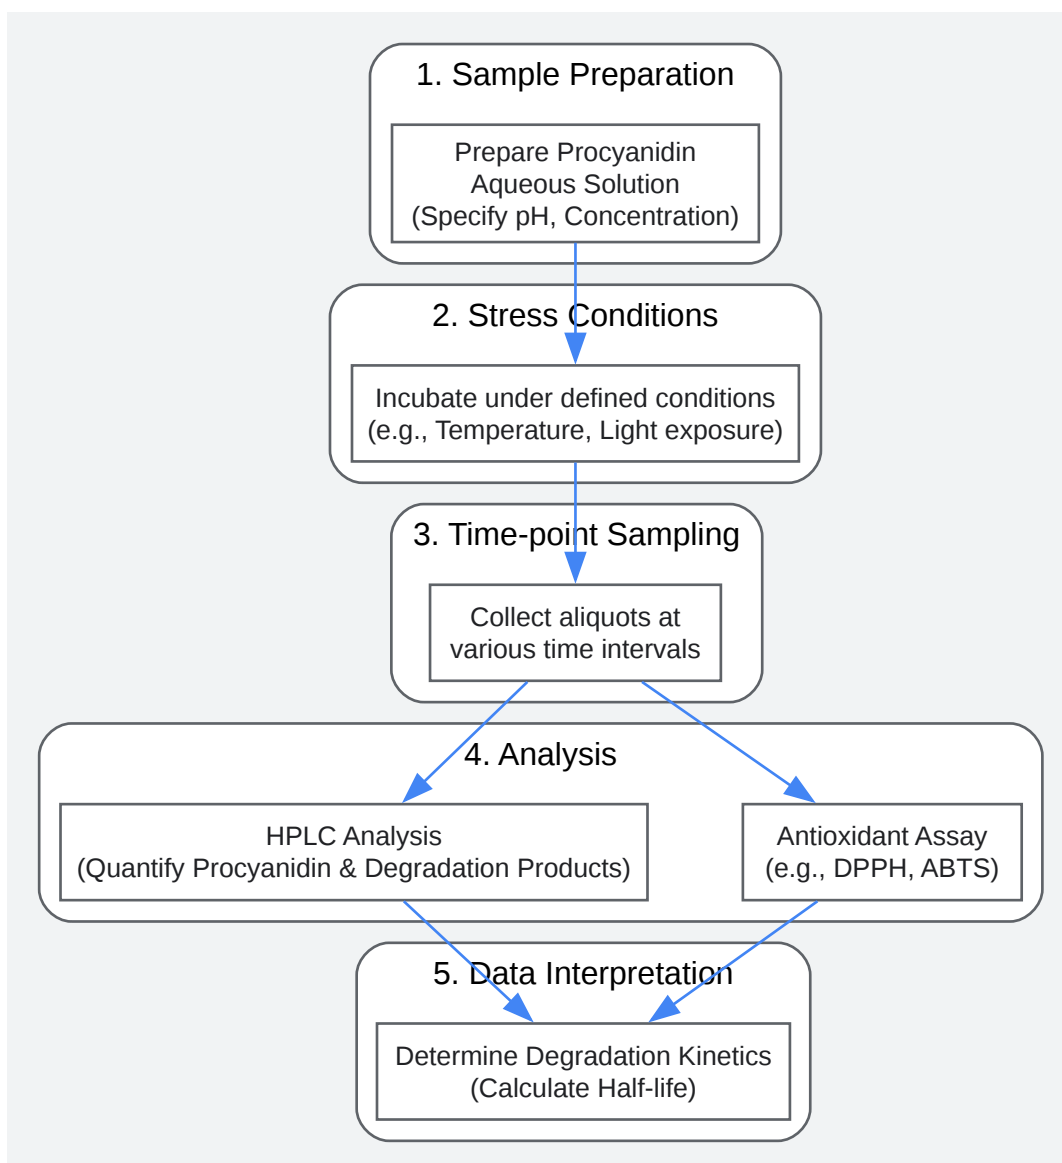 1. Sample Preparation
Prepare Procyanidin
Aqueous Solution
(Specify pH, Concentration)
2. Stress Conditions
Incubate under defined conditions
(e.g., Temperature, Light exposure)
3. Time-point Sampling
Collect aliquots at
various time intervals
4. Analysis
HPLC Analysis
(Quantify Procyanidin & Degradation Products)
Antioxidant Assay
(e.g., DPPH, ABTS)
5. Data Interpretation
Determine Degradation Kinetics
(Calculate Half-life)